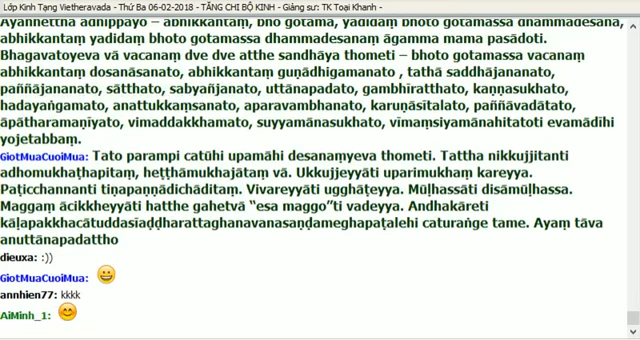 Lớp Kinh Tạng Vietheravada - Thứ Ba 06-02-2018 - TĂNG CHI BỘ KINH - Giảng sư: TK Toại Khanh -
Ayañhettha adhippāyo – abhikkantaṃ, bho gotama, yadidaṃ bhoto gotamassa dhammadesanā,
abhikkantaṃ yadidaṃ bhoto gotamassa dhammadesanaṃ āgamma mama pasādoti.
Bhagavatoyeva vā vacanaṃ dve dve atthe sandhāya thometi – bhoto gotamassa vacanaṃ
abhikkantaṃ dosanāsanato, abhikkantaṃ guṇādhigamanato , tathā saddhājananato,
paññājananato, sātthato, sabyañjanato, uttānapadato, gambhīratthato, kaṇṇasukhato,
hadayaṅgamato, anattukkaṃsanato, aparavambhanato, karuṇāsītalato, paññāvadātato,
āpātharamaṇīyato, vimaddakkhamato, suyyamānasukhato, vīmaṃsiyamānahitatoti evamādīhi
yojetabbaṃ.
GiotMuaCuoiMua: Tato parampi catūhi upamāhi desanaṃyeva thometi. Tattha nikkujjitanti
adhomukhaṭhapitaṃ, heṭṭhāmukhajātaṃ vā. Ukkujjeyyāti uparimukhaṃ kareyya.
Paṭicchannanti tiṇapaṇṇādichāditaṃ. Vivareyyāti ugghāṭeyya. Mūḷhassāti disāmūḷhassa.
Maggaṃ ācikkheyyāti hatthe gahetvā “esa maggo”ti vadeyya. Andhakāreti
kāḷapakkhacātuddasīaḍḍharattaghanavanasaṇḍameghapaṭalehi caturaṅge tame. Ayaṃ tāva
anuttānapadattho
dieuxa: :))
GiotMuaCuoiMua:
annhien77: kkkk
AiMinh_1: